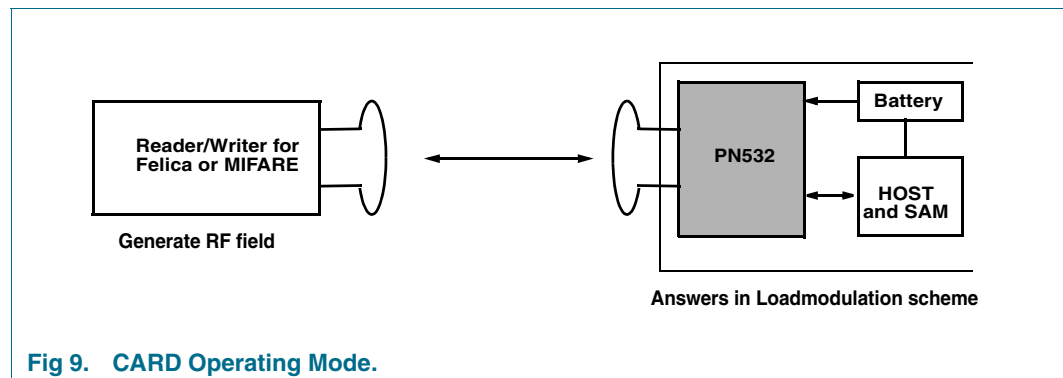 Reader/Writer for
Felica or MIFARE
Generate RF field
PN532
Battery
HOST
and SAM
Answers in Loadmodulation scheme
Fig 9. CARD Operating Mode.